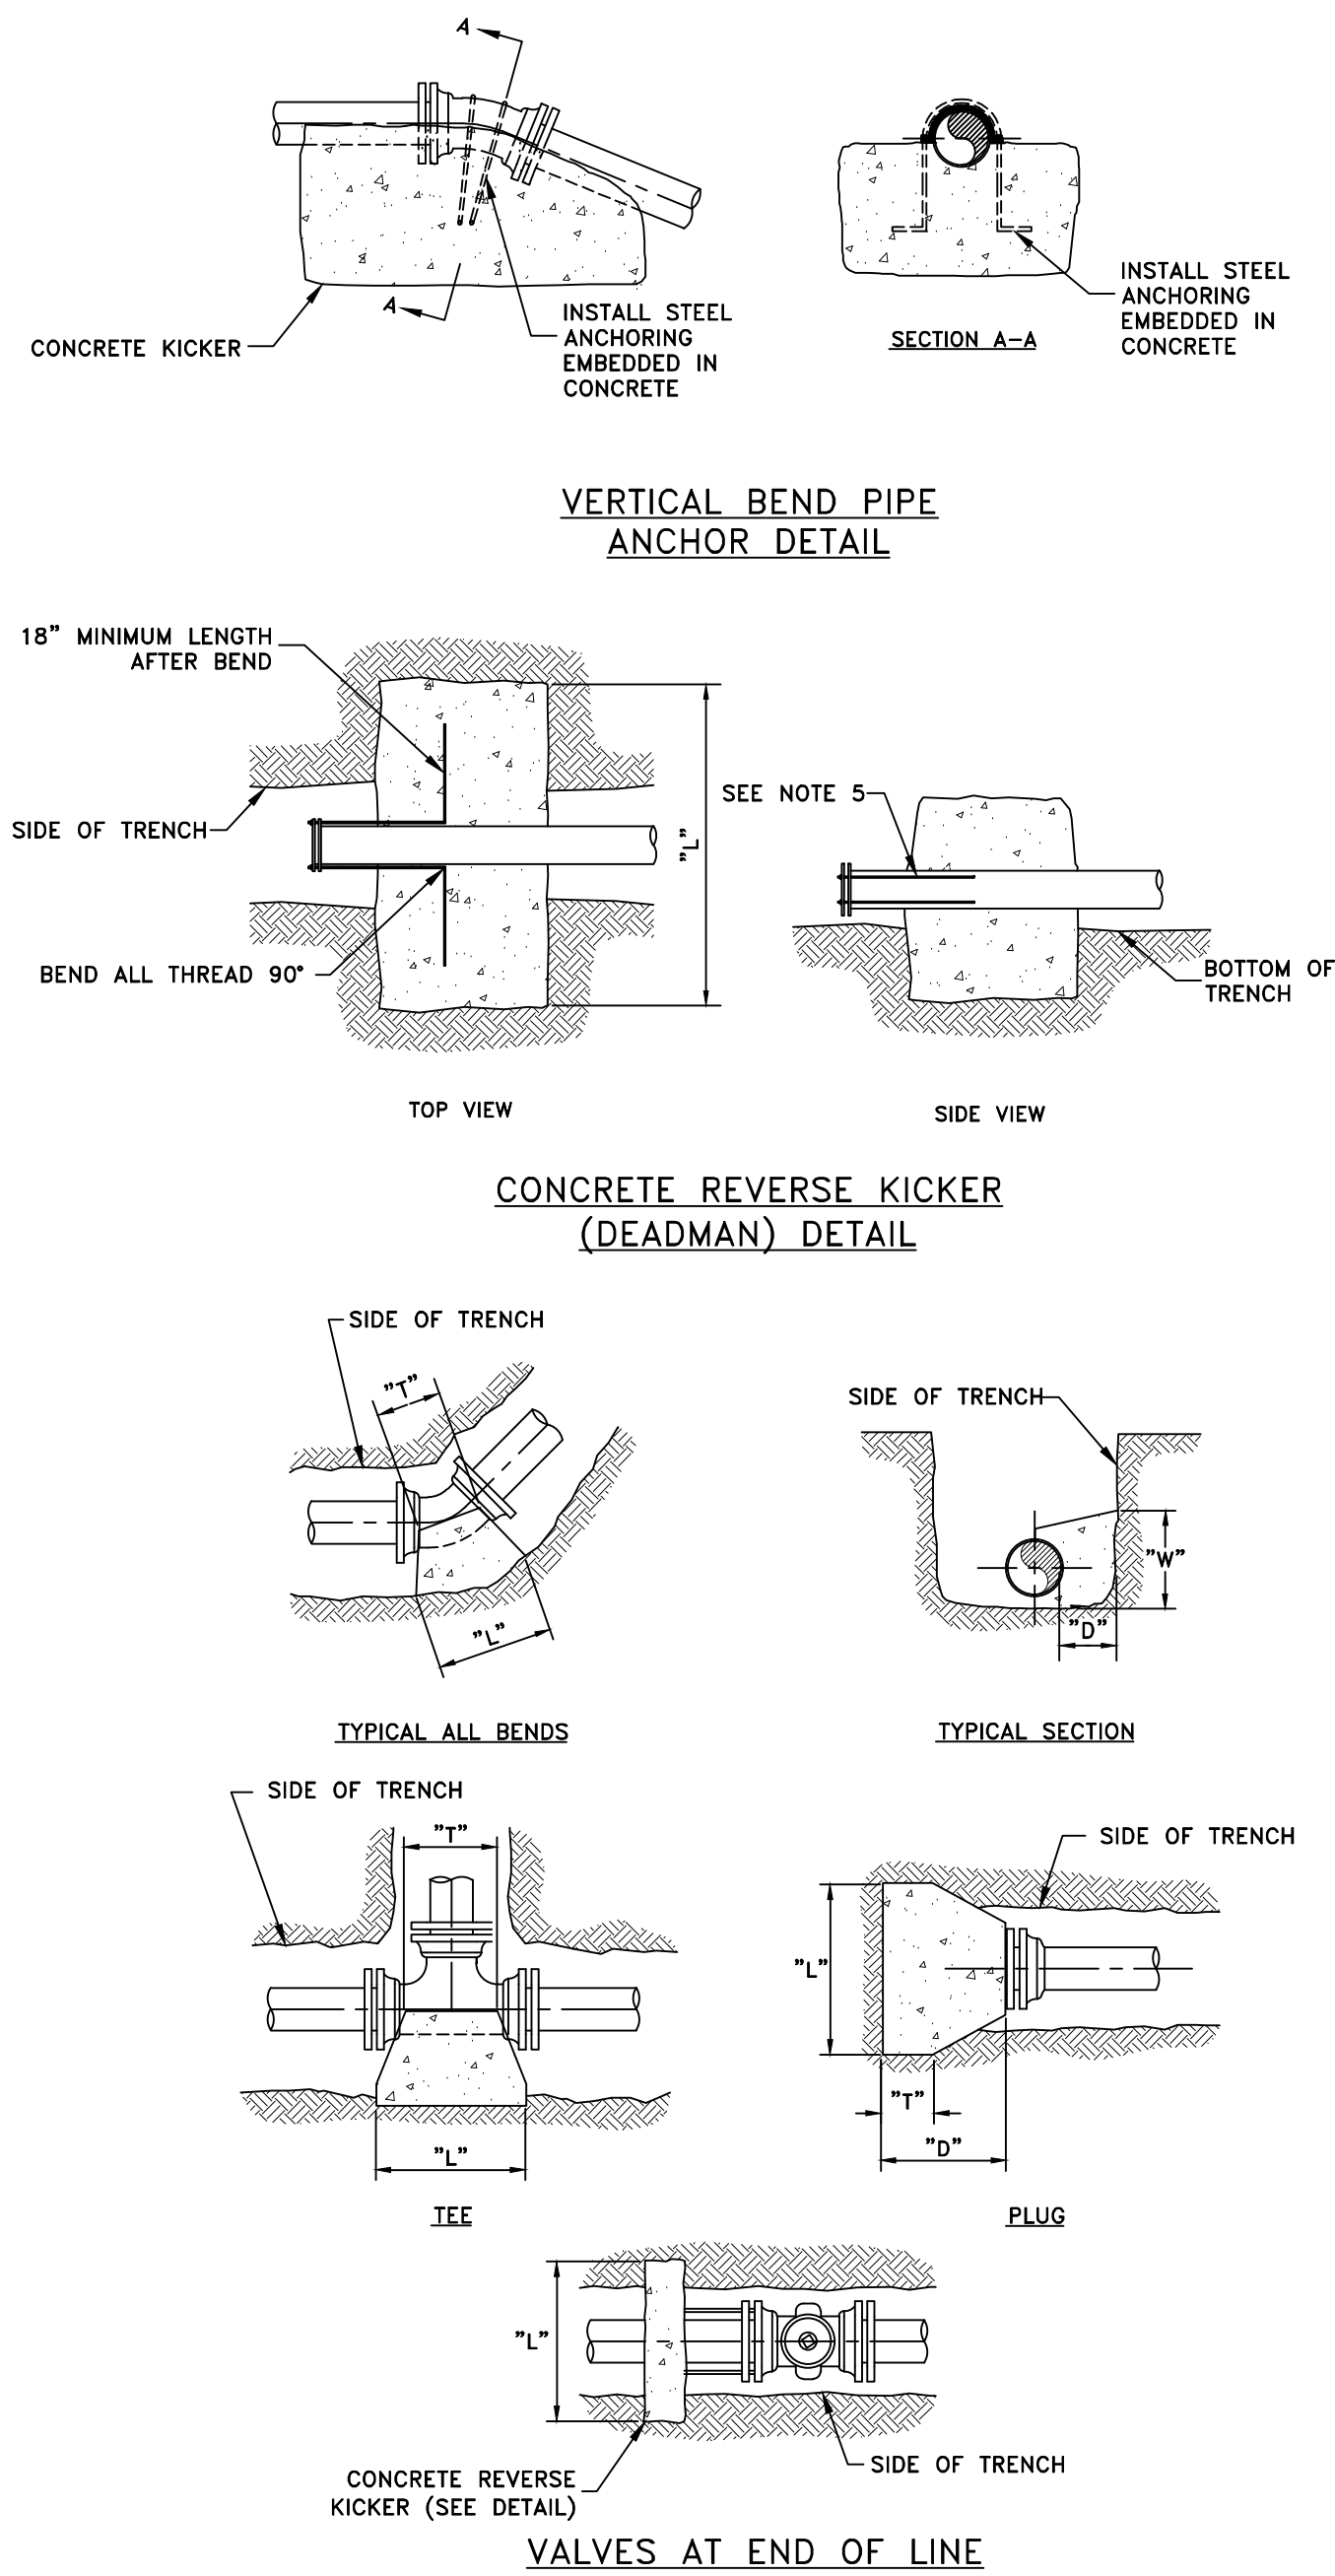 A
A
CONCRETE KICKER
INSTALL STEEL
ANCHORING
EMBEDDED IN
CONCRETE
SECTION A-A
INSTALL STEEL
ANCHORING
EMBEDDED IN
CONCRETE
VERTICAL BEND PIPE
ANCHOR DETAIL
18" MINIMUM LENGTH
AFTER BEND
SIDE OF TRENCH
BEND ALL THREAD 90°
"L"
TOP VIEW
SEE NOTE 5
BOTTOM OF
TRENCH
SIDE VIEW
CONCRETE REVERSE KICKER
(DEADMAN) DETAIL
SIDE OF TRENCH
"T"
"L"
TYPICAL ALL BENDS
SIDE OF TRENCH
"W"
"D"
TYPICAL SECTION
SIDE OF TRENCH
"T"
"L"
TEE
SIDE OF TRENCH
"L"
"T"
"D"
PLUG
"L"
CONCRETE REVERSE
KICKER (SEE DETAIL)
SIDE OF TRENCH
VALVES AT END OF LINE